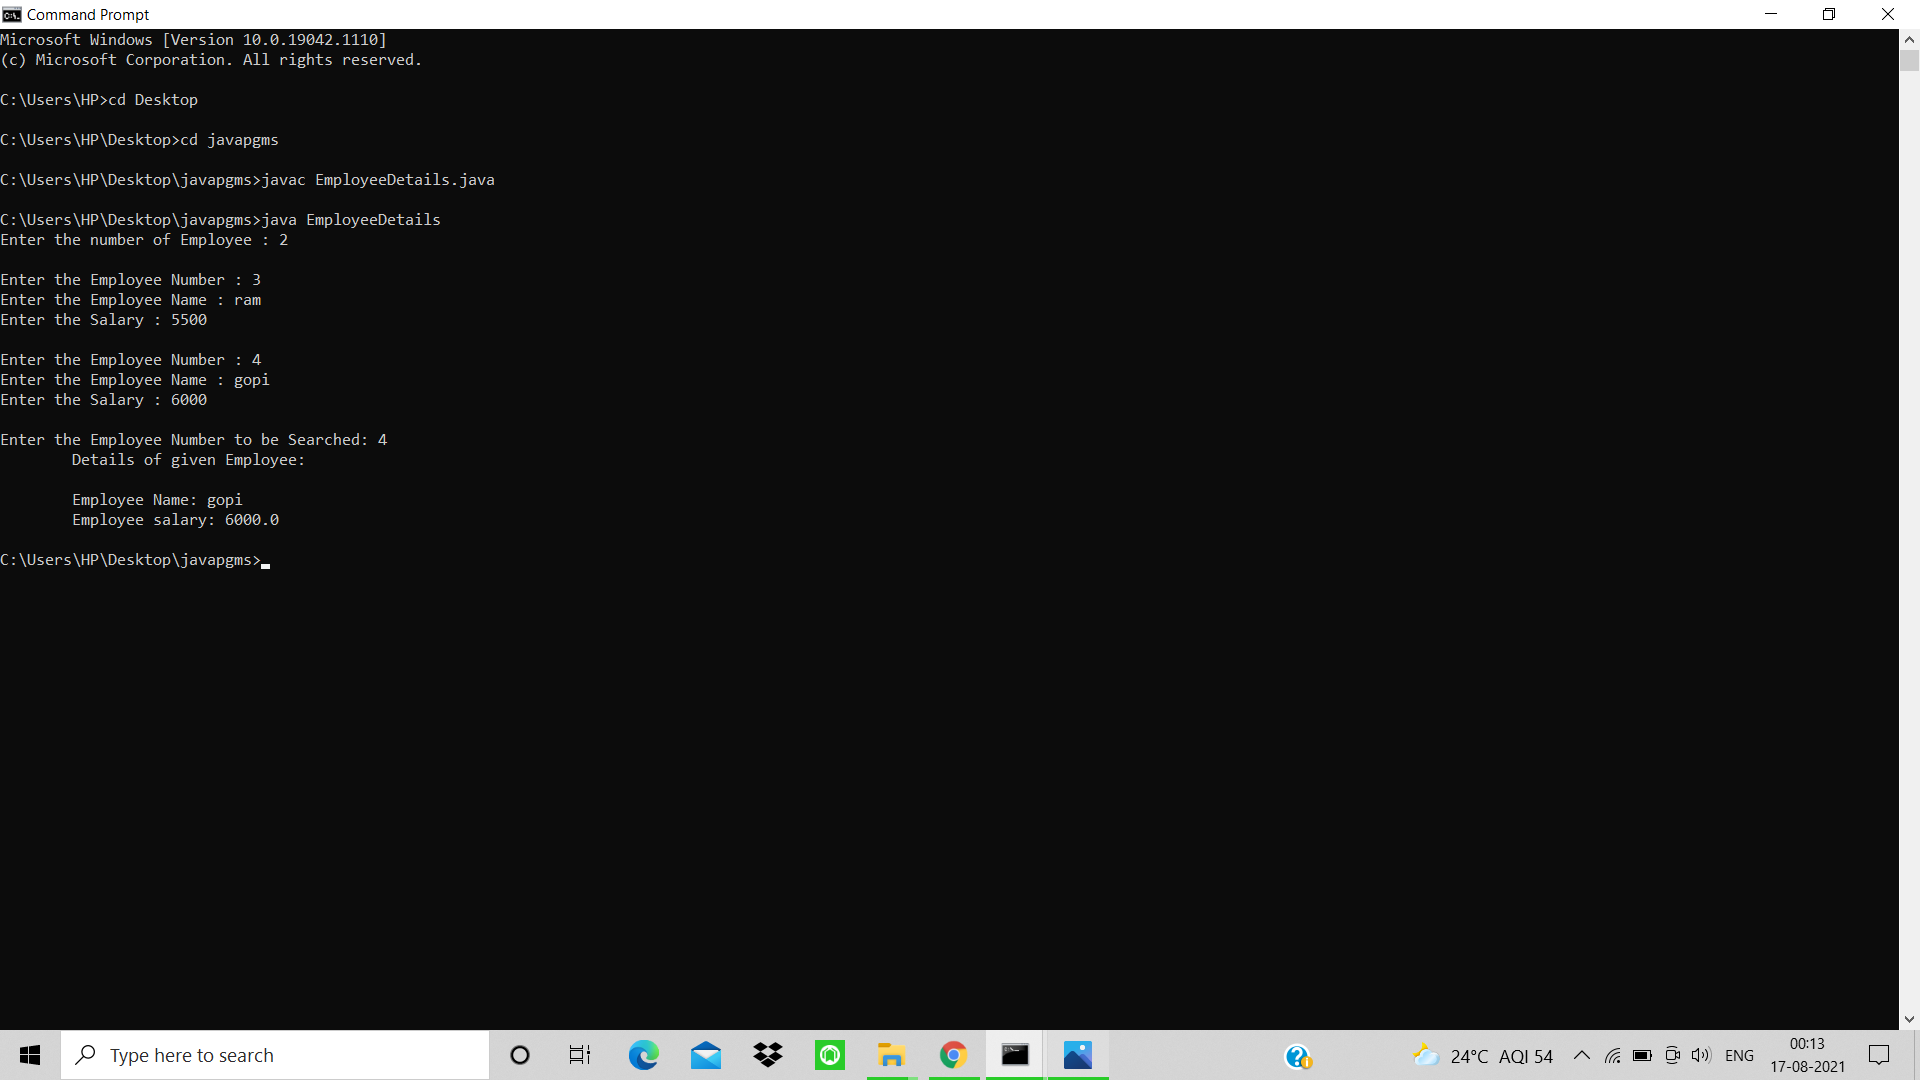 Command Prompt
Microsoft Windows [Version 10.0.19042.1110]
(c) Microsoft Corporation. All rights reserved.
C:\Users\HP>cd Desktop
C:\Users\HP\Desktop>cd javapgms
C:\Users\HP\Desktop\javapgms>javac EmployeeDetails.java
C:\Users\HP\Desktop\javapgms>java EmployeeDetails
Enter the number of Employee : 2
Enter the Employee Number : 3
Enter the Employee Name : ram
Enter the Salary : 5500
Enter the Employee Number : 4
Enter the Employee Name : gopi
Enter the Salary : 6000
Enter the Employee Number to be Searched: 4
Details of given Employee:
Employee Name: gopi
Employee salary: 6000.0
C:\Users\HP\Desktop\javapgms>
Type here to search
24°C AQI 54
ENG
00:13
17-08-2021